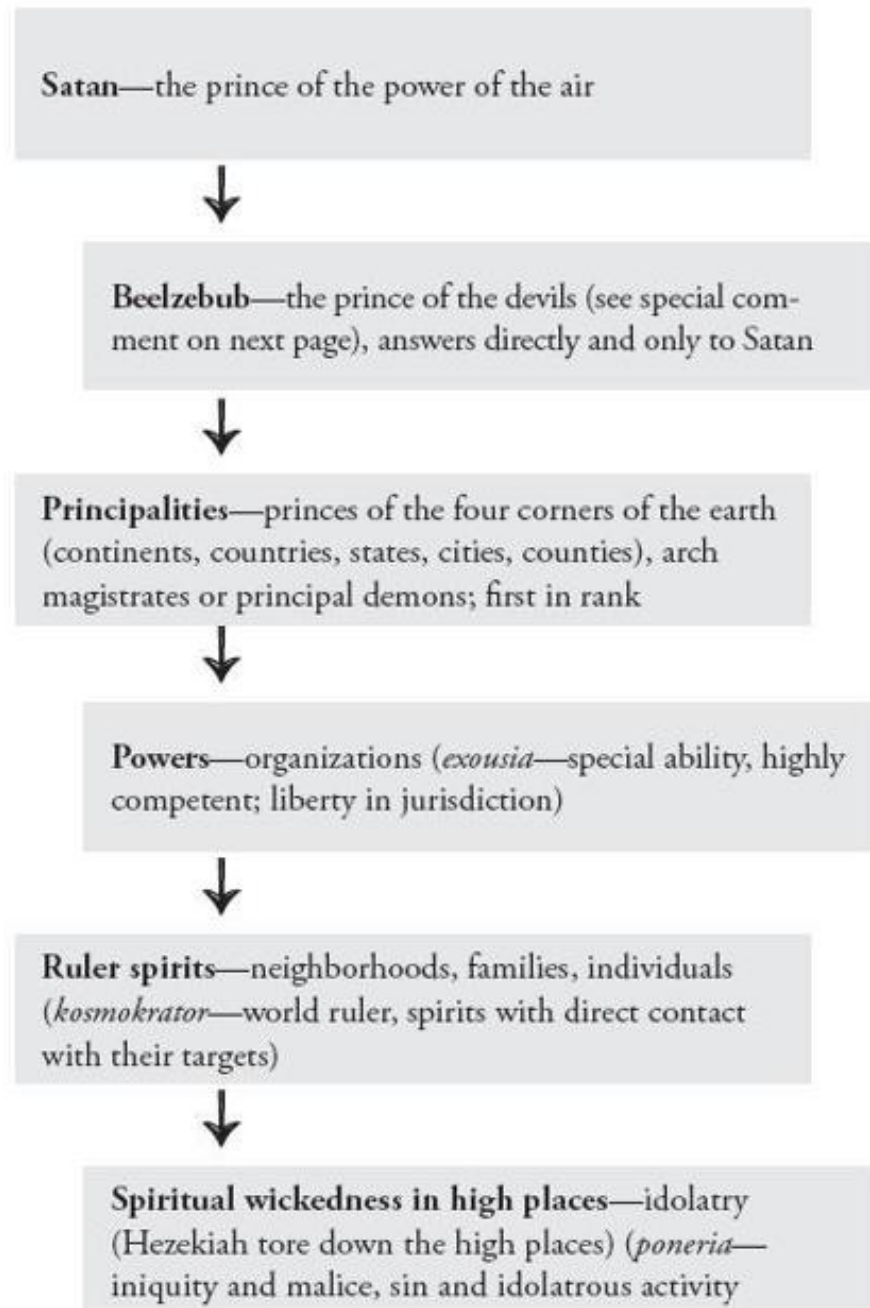 Satan—the prince of the power of the air
Beelzebub—the prince of the devils (see special com-
ment on next page), answers directly and only to Satan
Principalities—princes of the four corners of the earth
(continents, countries, states, cities, counties), arch
magistrates or principal demons; first in rank
Powers—organizations (exousia—special ability, highly
competent; liberty in jurisdiction)
Ruler spirits—neighborhoods, families, individuals
(kosmokrator—world ruler, spirits with direct contact
with their targets)
Spiritual wickedness in high places—idolatry
(Hezekiah tore down the high places) (poneria—
iniquity and malice, sin and idolatrous activity